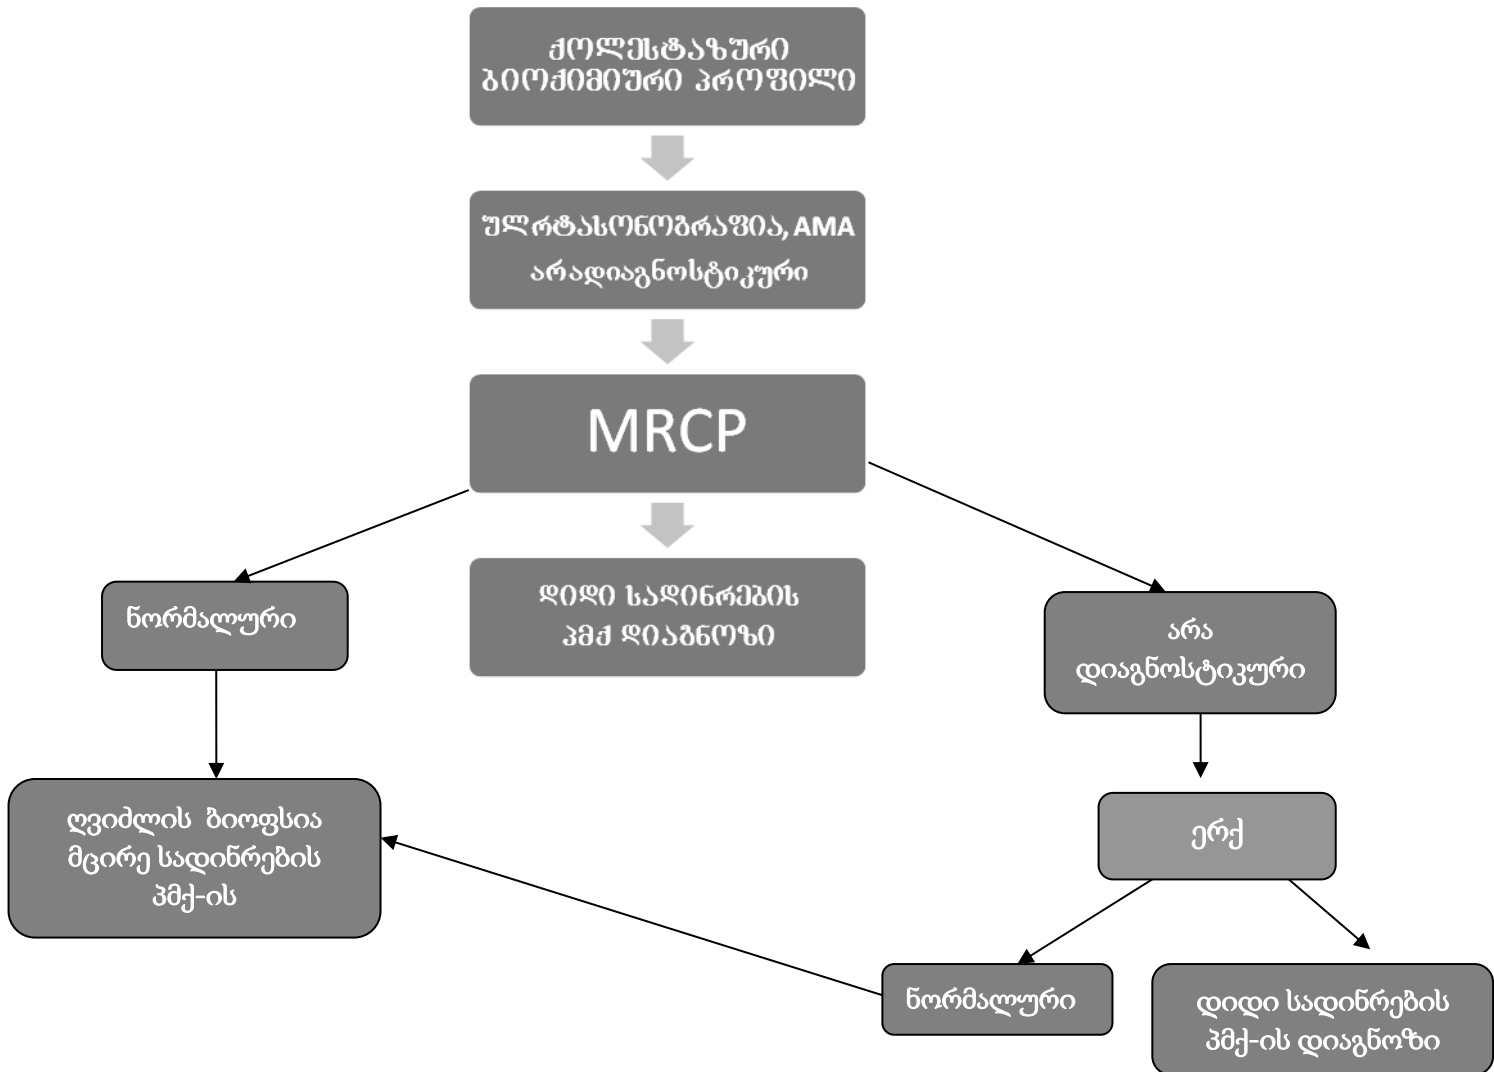 ქოლესტაზური
ბიოქიმიური პროფილი
ულრტასონოგრაფია, AMA
არადიაგნოსტიკური
MRCP
დიდი სადინრების
პმქ დიაგნოზი
ნორმალური
არა
დიაგნოსტიკური
ღვიძლის ბიოფსია
მცირე სადინრების
პმქ-ის
ერქ
ნორმალური
დიდი სადინრების
პმქ-ის დიაგნოზი